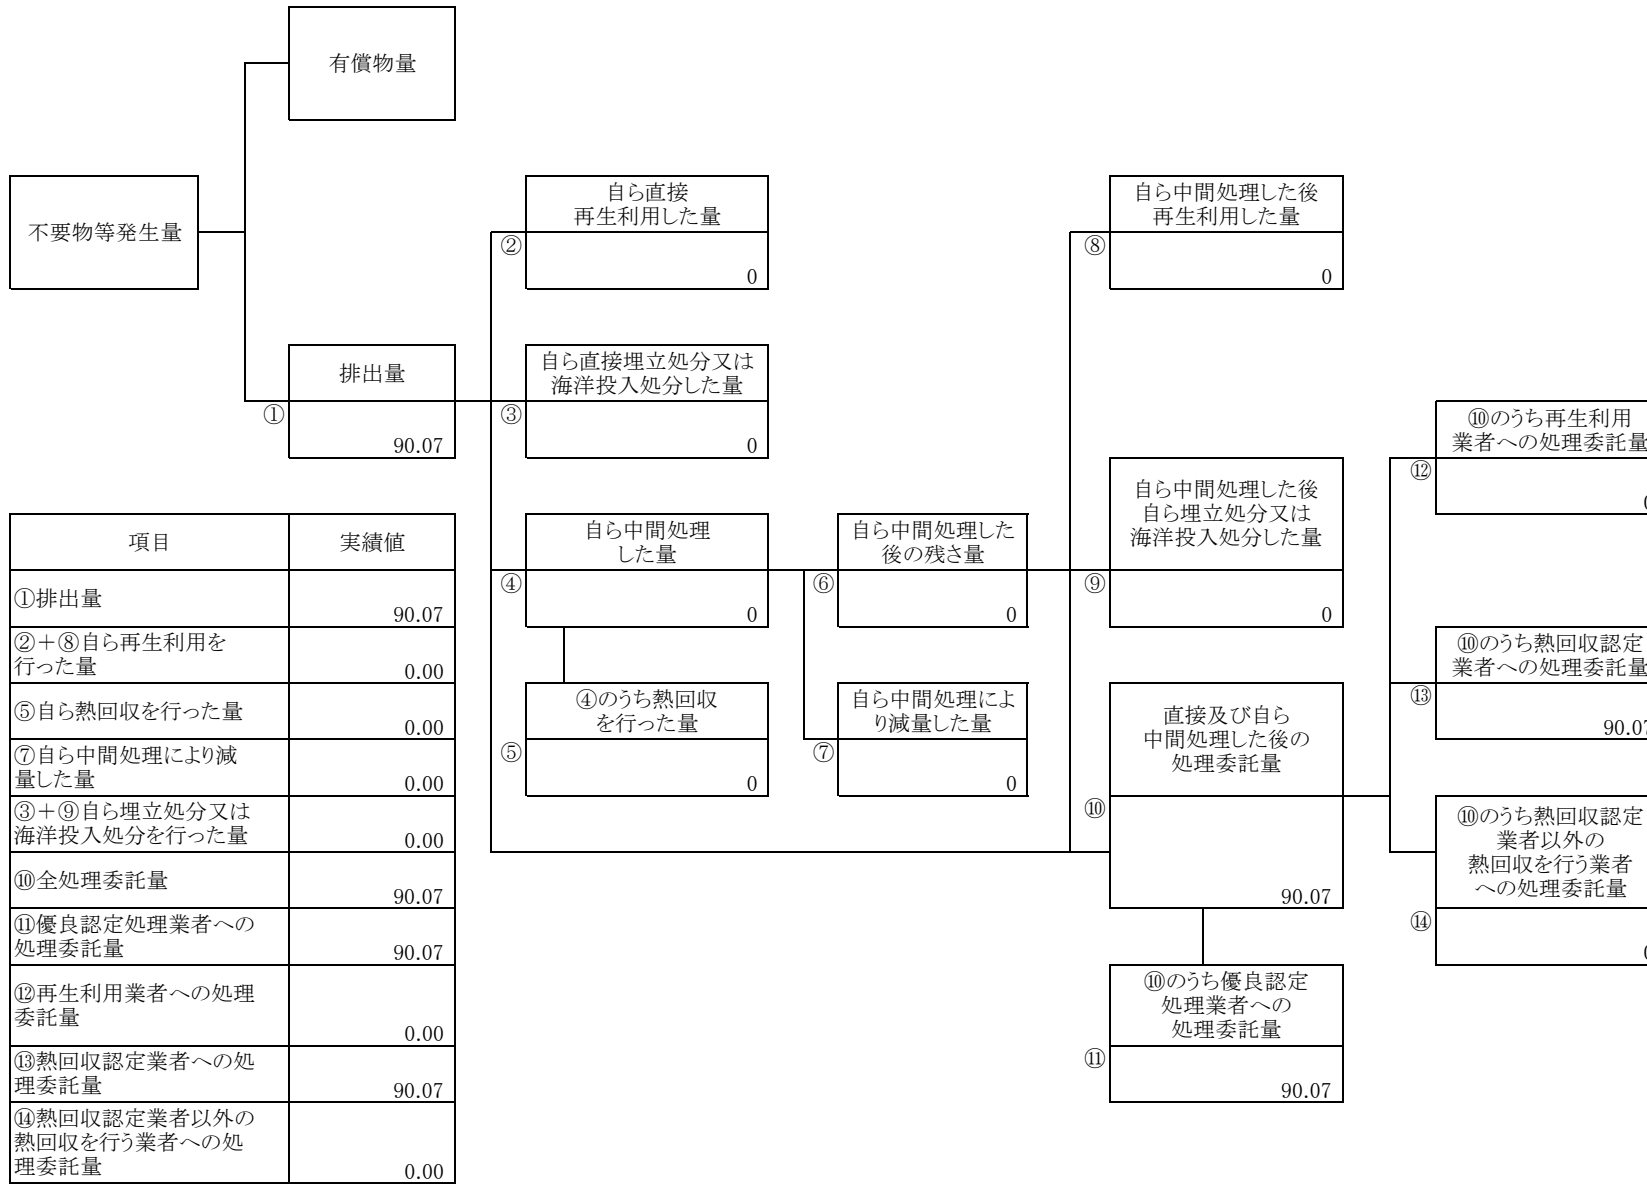 有償物量
不要物等発生量
自ら直接
再生利用した量
②
0
自ら中間処理した後
再生利用した量
⑧
0
排出量
①
90.07
自ら直接埋立処分又は
海洋投入処分した量
③
0
⑩のうち再生利用
業者への処理委託量
⑫
自ら中間処理
した量
④
0
自ら中間処理した
後の残さ量
⑥
0
自ら中間処理した後
自ら埋立処分又は
海洋投入処分した量
⑨
0
④のうち熱回収
を行った量
⑤
0
自ら中間処理によ
り減量した量
⑦
0
直接及び自ら
中間処理した後の
処理委託量
⑩
90.07
⑩のうち熱回収認定
業者への処理委託量
⑬
90.07
⑩のうち熱回収認定
業者以外の
熱回収を行う業者
への処理委託量
⑭
⑩のうち優良認定
処理業者への
処理委託量
⑪
90.07
項目 実績値
①排出量
90.07
②+⑧自ら再生利用を
行った量
0.00
⑤自ら熱回収を行った量
0.00
⑦自ら中間処理により減
量した量
0.00
③+⑨自ら埋立処分又は
海洋投入処分を行った量
0.00
⑩全処理委託量
90.07
⑪優良認定処理業者への
処理委託量
90.07
⑫再生利用業者への処理
委託量
0.00
⑬熱回収認定業者への処
理委託量
90.07
⑭熱回収認定業者以外の
熱回収を行う業者への処
理委託量
0.00